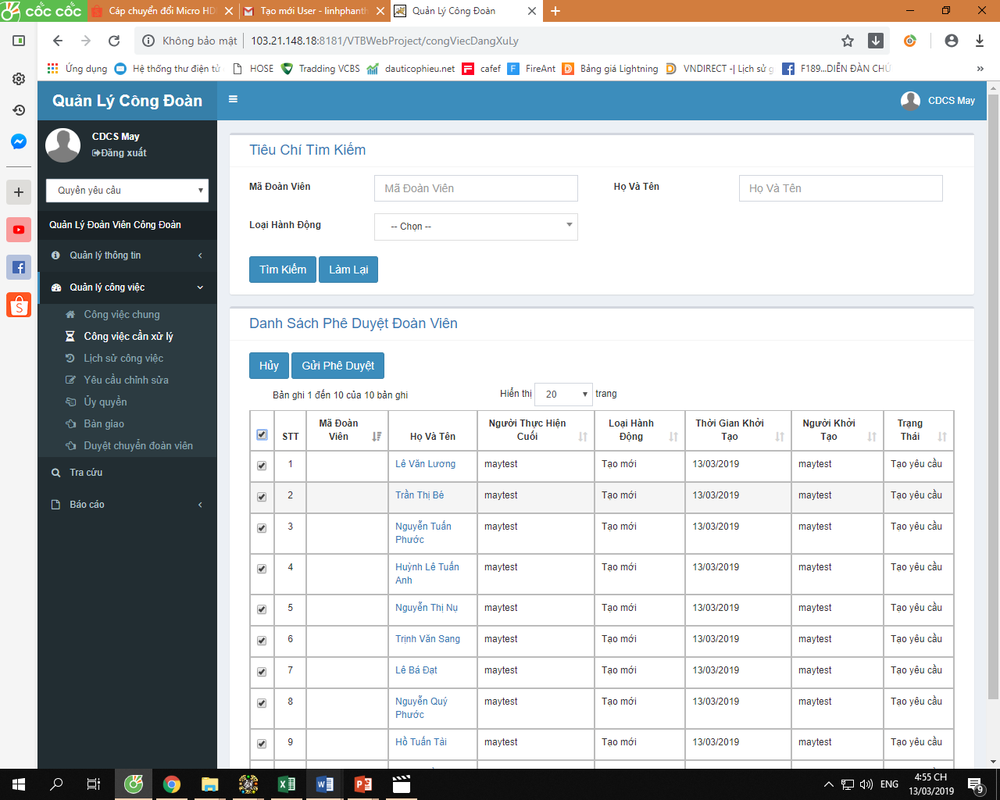 cốc cốc
Cáp chuyển đổi Micro HD
Tạo mới User - linhphanth
Quản Lý Công Đoàn
Không bảo mật
103.21.148.18:8181/VTBWebProject/congViecDangXuLy
Ứng dụng
Hệ thống thư điện tử
HOSE
Tradding VCBS
dauticophieu.net
cafef
FireAnt
Bảng giá Lightning
VNDIRECT -| Lịch sử g
F189...DIỄN ĐÀN CHỨ
»
Quản Lý Công Đoàn
CDCS May
CDCS May
Đăng xuất
Quyền yêu cầu
Quản Lý Đoàn Viên Công Đoàn
Quản lý thông tin
Quản lý công việc
Công việc chung
Công việc cần xử lý
Lịch sử công việc
Yêu cầu chỉnh sửa
Ủy quyền
Bàn giao
Duyệt chuyển đoàn viên
Tra cứu
Báo cáo
Tiêu Chí Tìm Kiếm
Mã Đoàn Viên
Mã Đoàn Viên
Họ Và Tên
Họ Và Tên
Loại Hành Động
-- Chọn --
Tìm Kiếm
Làm Lại
Danh Sách Phê Duyệt Đoàn Viên
Hủy
Gửi Phê Duyệt
Bản ghi 1 đến 10 của 10 bản ghi
Hiển thị 20 trang
STT
Mã Đoàn Viên
Họ Và Tên
Người Thực Hiện Cuối
Loại Hành Động
Thời Gian Khởi Tạo
Người Khởi Tạo
Trạng Thái
1 Lê Văn Lương maytest Tạo mới 13/03/2019 maytest Tạo yêu cầu
2 Trần Thị Bé maytest Tạo mới 13/03/2019 maytest Tạo yêu cầu
3 Nguyễn Tuấn Phước maytest Tạo mới 13/03/2019 maytest Tạo yêu cầu
4 Huỳnh Lê Tuấn Anh maytest Tạo mới 13/03/2019 maytest Tạo yêu cầu
5 Nguyễn Thị Nụ maytest Tạo mới 13/03/2019 maytest Tạo yêu cầu
6 Trịnh Văn Sang maytest Tạo mới 13/03/2019 maytest Tạo yêu cầu
7 Lê Bá Đạt maytest Tạo mới 13/03/2019 maytest Tạo yêu cầu
8 Nguyễn Quý Phước maytest Tạo mới 13/03/2019 maytest Tạo yêu cầu
9 Hồ Tuấn Tài maytest Tạo mới 13/03/2019 maytest Tạo yêu cầu
ENG
4:55 CH
13/03/2019
9